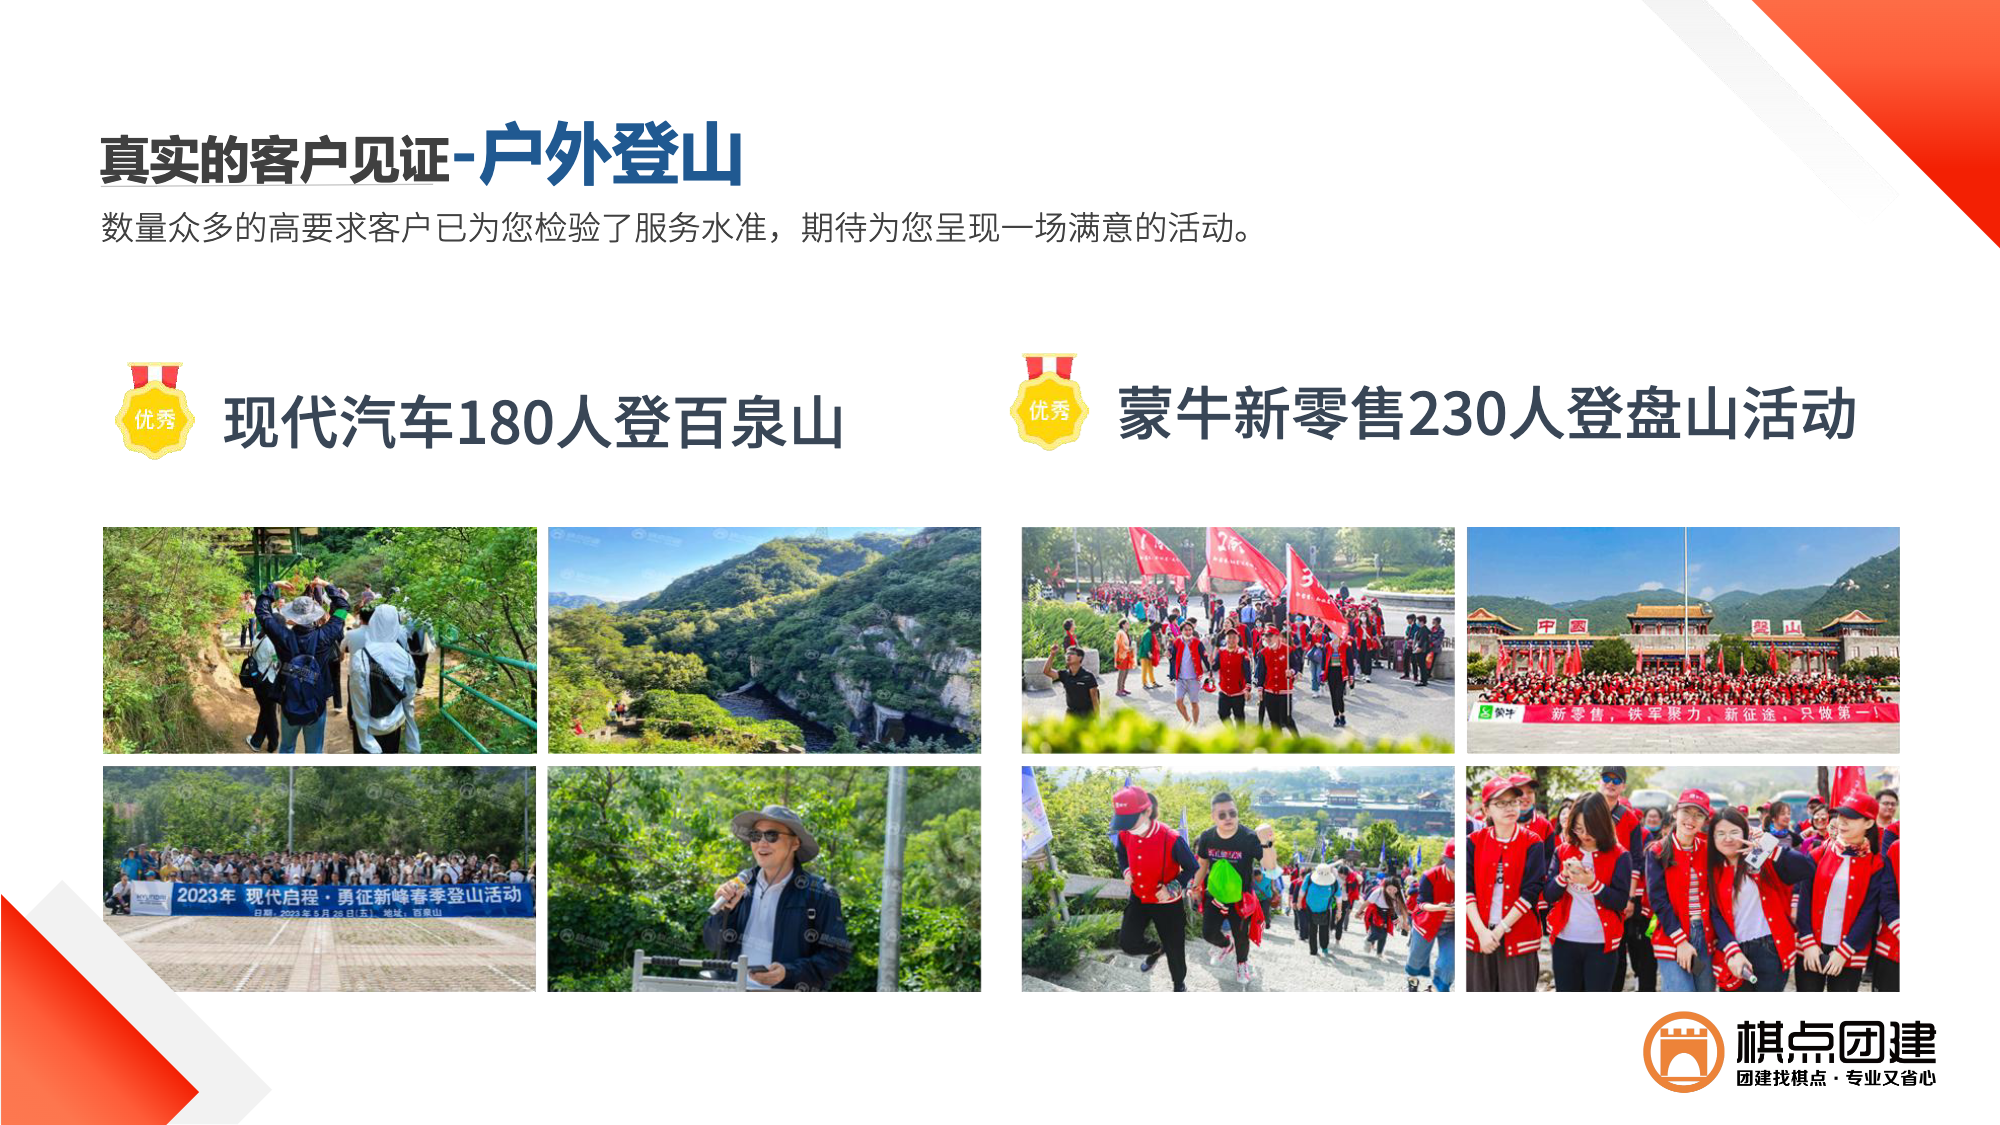 真实的客户见证-户外登山
数量众多的高要求客户已为您检验了服务水准，期待为您呈现一场满意的活动。
优秀
现代汽车180人登百泉山
优秀
蒙牛新零售230人登盘山活动
中国
盘山
蒙牛 新零售，铁军聚力，新征途，只做第一！
HYUNDAI 2023年 现代启程·勇征新峰春季登山活动
日期：2023年5月26日(五) 地址：百泉山
棋点团建
团建找棋点·专业又省心